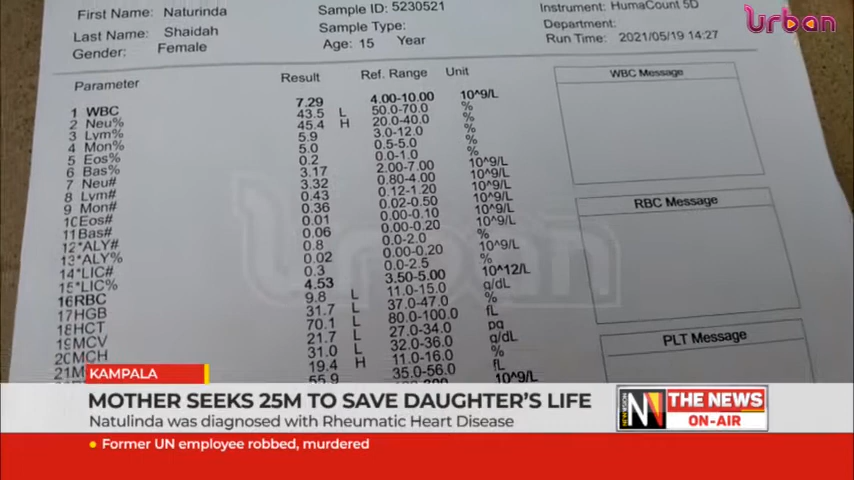 First Name: Naturinda Sample ID: 5230521 Instrument: HumaCount 5D
Last Name: Shaidah Sample Type: Department:
Gender: Female Age: 15 Year Run Time: 2021/05/19 14:27
Urban
Parameter Result Ref. Range Unit WBC Message
1 WBC 7.29 4.00-10.00 10^9/L
2 Neu% 43.5 L 50.0-70.0 %
3 Lym% 45.4 H 20.0-40.0 %
4 Mon% 5.9 3.0-12.0 %
5 Eos% 5.0 0.5-5.0 %
6 Bas% 0.2 0.0-1.0 %
7 Neu# 3.17 2.00-7.00 10^9/L
8 Lym# 3.32 0.80-4.00 10^9/L
9 Mon# 0.43 0.12-1.20 10^9/L
10 Eos# 0.36 0.02-0.50 10^9/L
11 Bas# 0.01 0.00-0.10 10^9/L
12 *ALY# 0.06 0.00-0.20 10^9/L
13 *ALY% 0.8 0.0-2.0 %
14 *LIC# 0.02 0.00-0.20 10^9/L
15 *LIC% 0.3 0.0-2.5 %
16 RBC 4.53 3.50-5.00 10^12/L
17 HGB 9.8 L 11.0-15.0 g/dL
18 HCT 31.7 L 37.0-47.0 %
19 MCV 70.1 L 80.0-100.0 fL
20 MCH 21.7 L 27.0-34.0 pg
21 31.0 L 32.0-36.0 g/dL
19.4 H 11.0-16.0 %
55.9 35.0-56.0 fL
10^9/L
RBC Message
PLT Message
Urban
KAMPALA
MOTHER SEEKS 25M TO SAVE DAUGHTER'S LIFE
Natulinda was diagnosed with Rheumatic Heart Disease
THE NEWS
ON-AIR
Former UN employee robbed, murdered